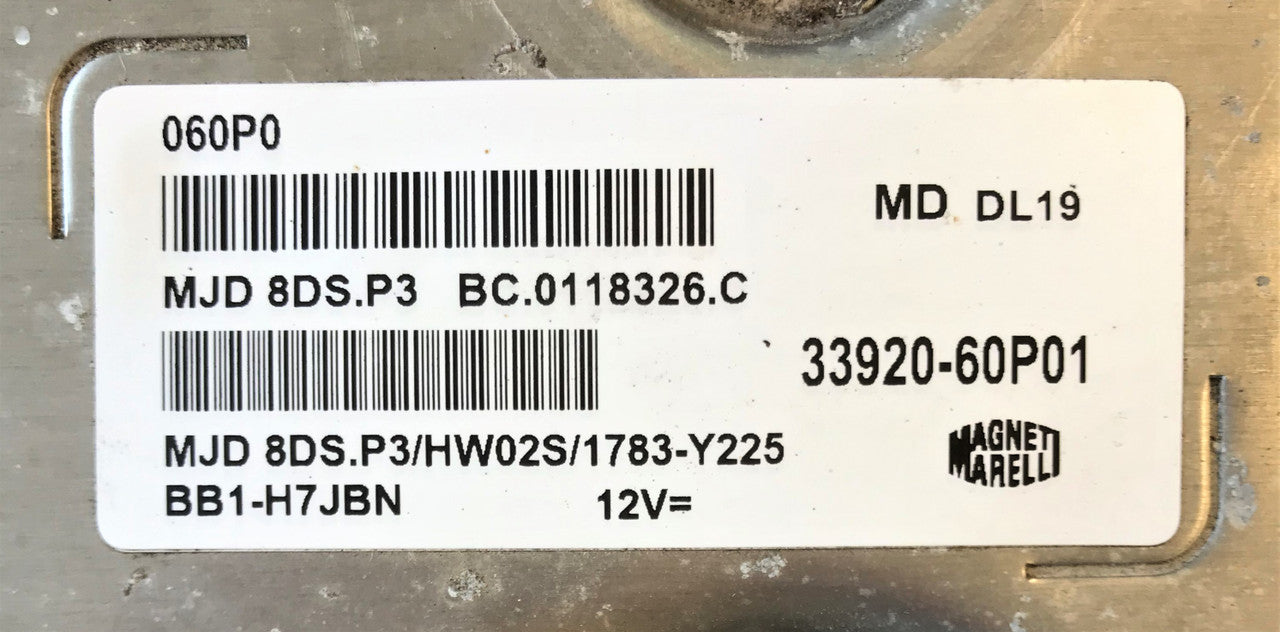 060P0
MD DL19
MJD 8DS.P3 BC.0118326.C
33920-60P01
MJD 8DS.P3/HW02S/1783-Y225
MAGNETI
MARELLI
BB1-H7JBN 12V=